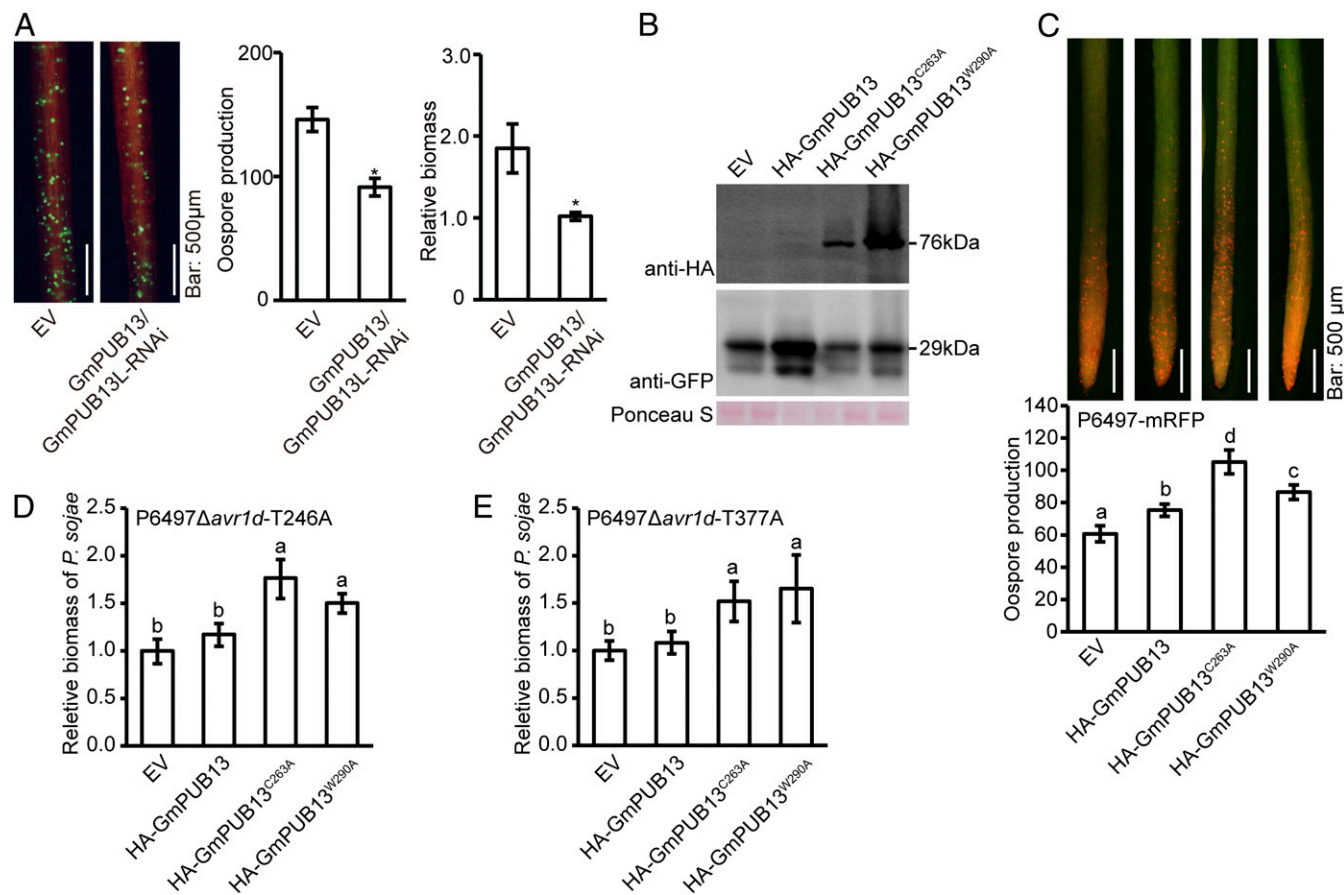 A
EV
GmPUB13/
GmPUB13L-RNAi
Bar: 500µm
Oospore production
200
100
0
EV
GmPUB13/
GmPUB13L-RNAi
*
Relative biomass
3.0
2.0
1.0
0
EV
GmPUB13/
GmPUB13L-RNAi
*
B
EV
HA-GmPUB13
HA-GmPUB13C263A
HA-GmPUB13W290A
anti-HA
76kDa
anti-GFP
29kDa
Ponceau S
C
Bar: 500 µm
P6497-mRFP
Oospore production
140
120
100
80
60
40
20
0
a
b
d
c
EV
HA-GmPUB13
HA-GmPUB13C263A
HA-GmPUB13W290A
D
P6497Δavr1d-T246A
Reletive biomass of P. sojae
2.5
2.0
1.5
1.0
0.5
0.0
b
b
a
a
EV
HA-GmPUB13
HA-GmPUB13C263A
HA-GmPUB13W290A
E
P6497Δavr1d-T377A
Reletive biomass of P. sojae
2.5
2.0
1.5
1.0
0.5
0.0
b
b
a
a
EV
HA-GmPUB13
HA-GmPUB13C263A
HA-GmPUB13W290A